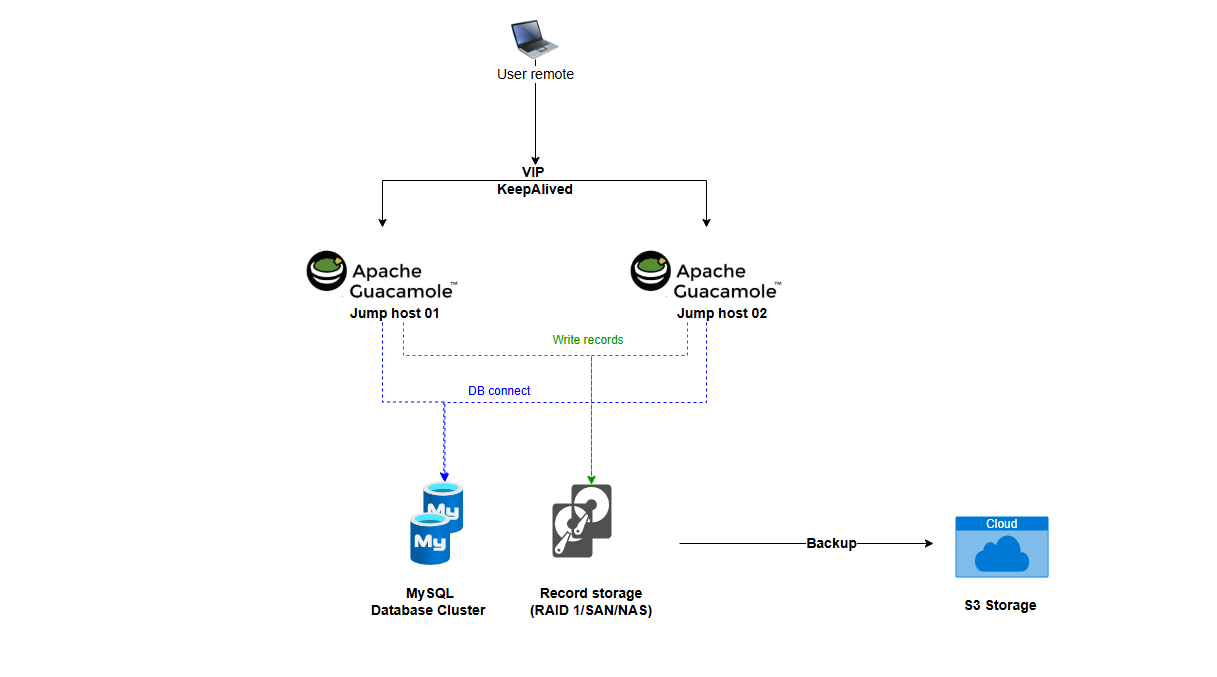 User remote
VIP
KeepAlived
Apache
Guacamole™
Jump host 01
Apache
Guacamole™
Jump host 02
Write records
DB connect
My
My
MySQL
Database Cluster
Record storage
(RAID 1/SAN/NAS)
Backup
Cloud
S3 Storage